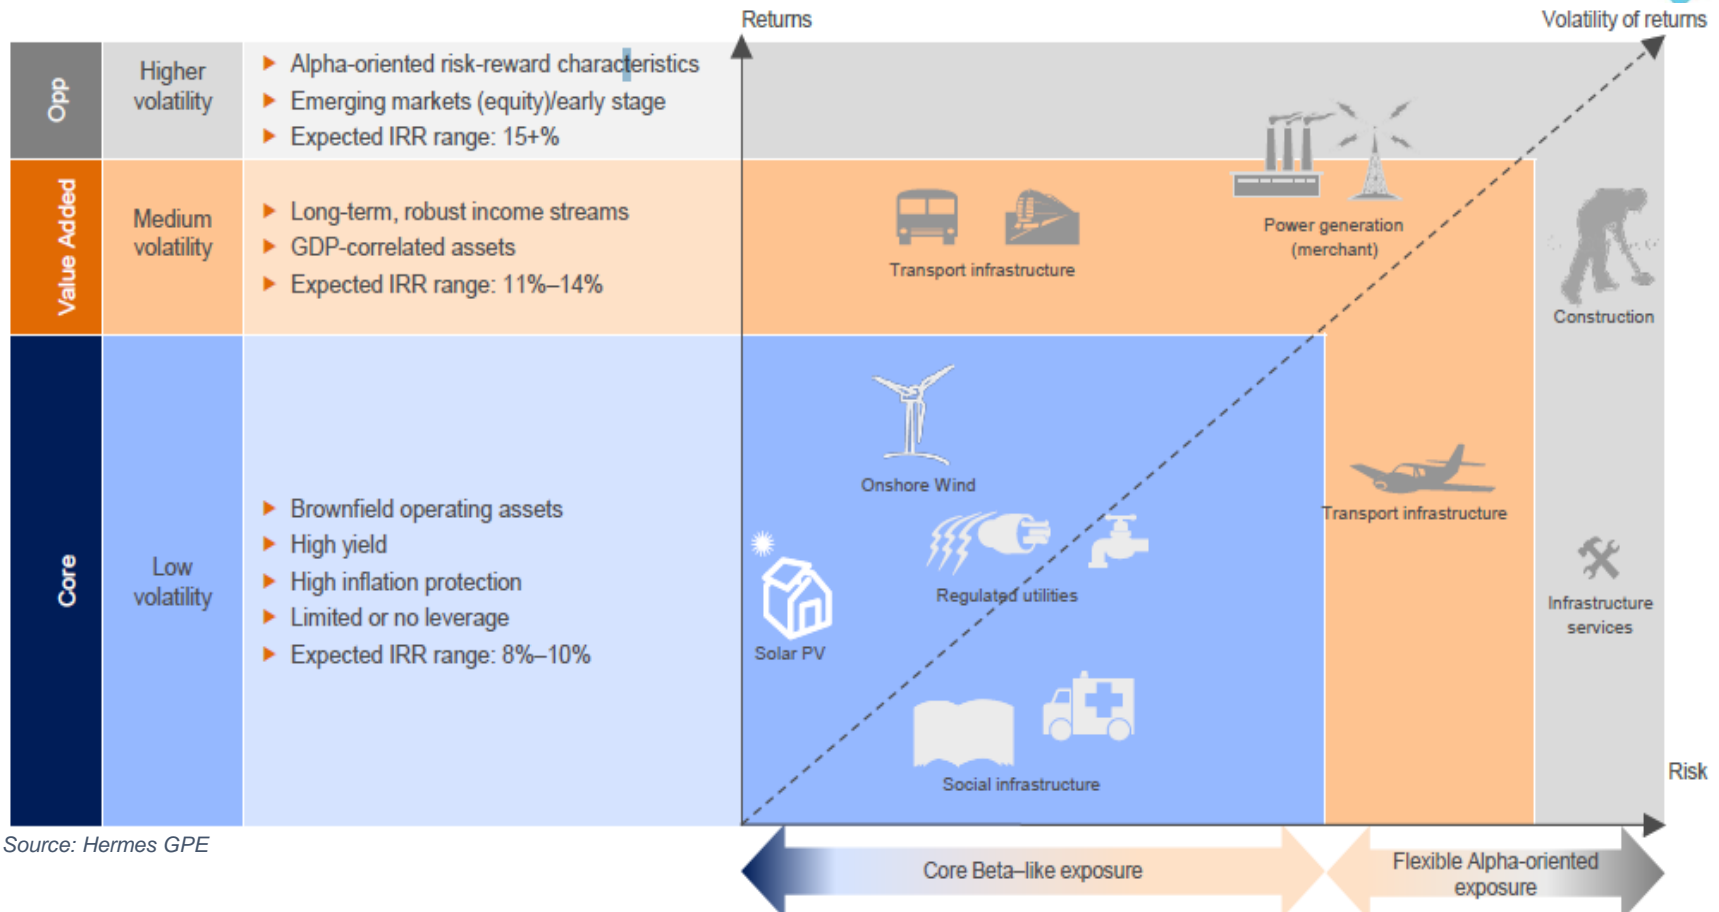 Returns
Volatility of returns
Opp
Higher
volatility
Alpha-oriented risk-reward characteristics
Emerging markets (equity)/early stage
Expected IRR range: 15+%
Value Added
Medium
volatility
Long-term, robust income streams
GDP-correlated assets
Expected IRR range: 11%–14%
Transport infrastructure
Power generation
(merchant)
Construction
Core
Low
volatility
Brownfield operating assets
High yield
High inflation protection
Limited or no leverage
Expected IRR range: 8%–10%
Onshore Wind
Regulated utilities
Solar PV
Social infrastructure
Transport infrastructure
Infrastructure
services
Risk
Source: Hermes GPE
Core Beta–like exposure
Flexible Alpha-oriented
exposure